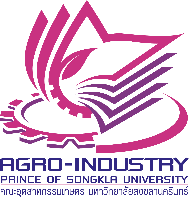 AGRO-INDUSTRY
PRINCE OF SONGKLA UNIVERSITY
คณะอุตสาหกรรมเกษตร มหาวิทยาลัยสงขลานครินทร์